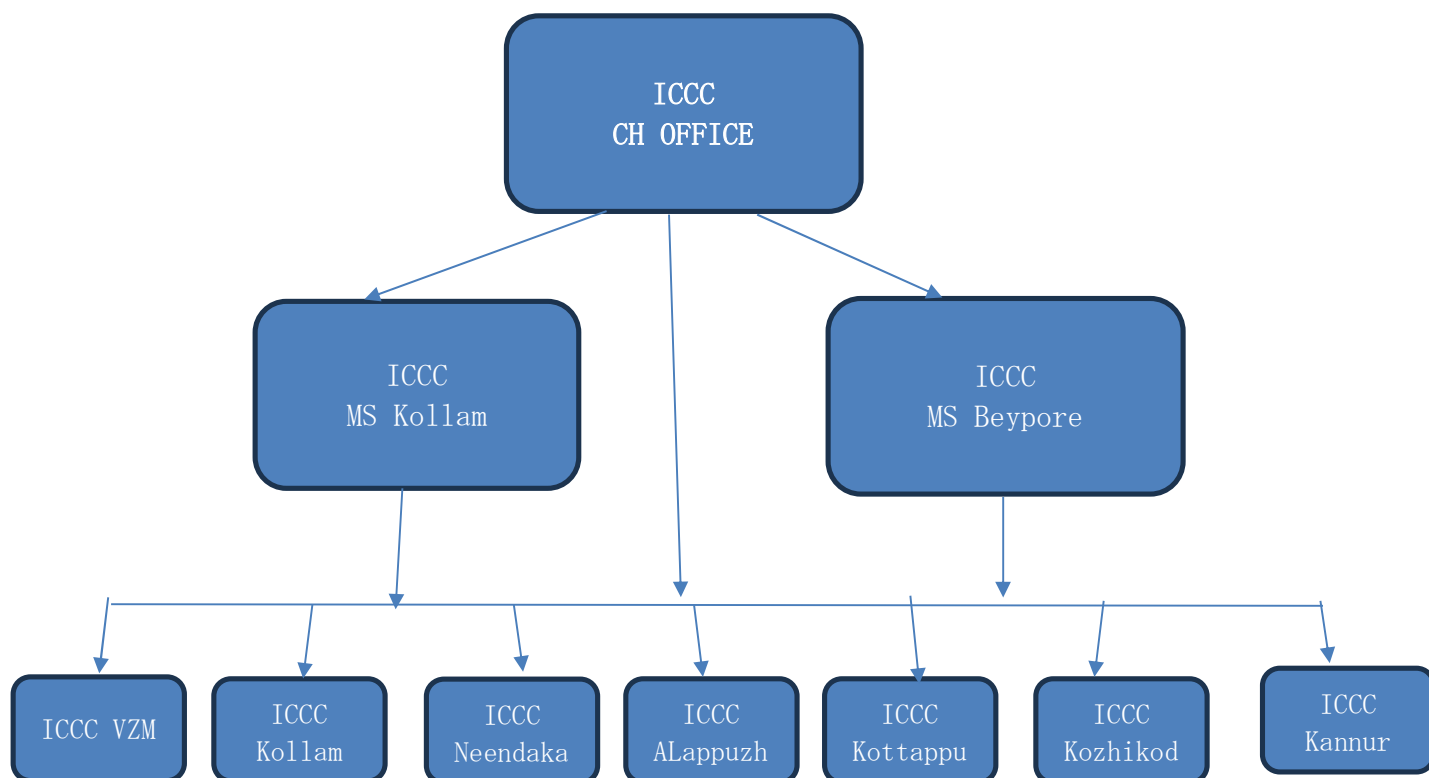 ICCC
CH OFFICE
ICCC
MS Kollam
ICCC
MS Beypore
ICCC VZM
ICCC
Kollam
ICCC
Neendaka
ICCC
ALappuzh
ICCC
Kottappu
ICCC
Kozhikod
ICCC
Kannur